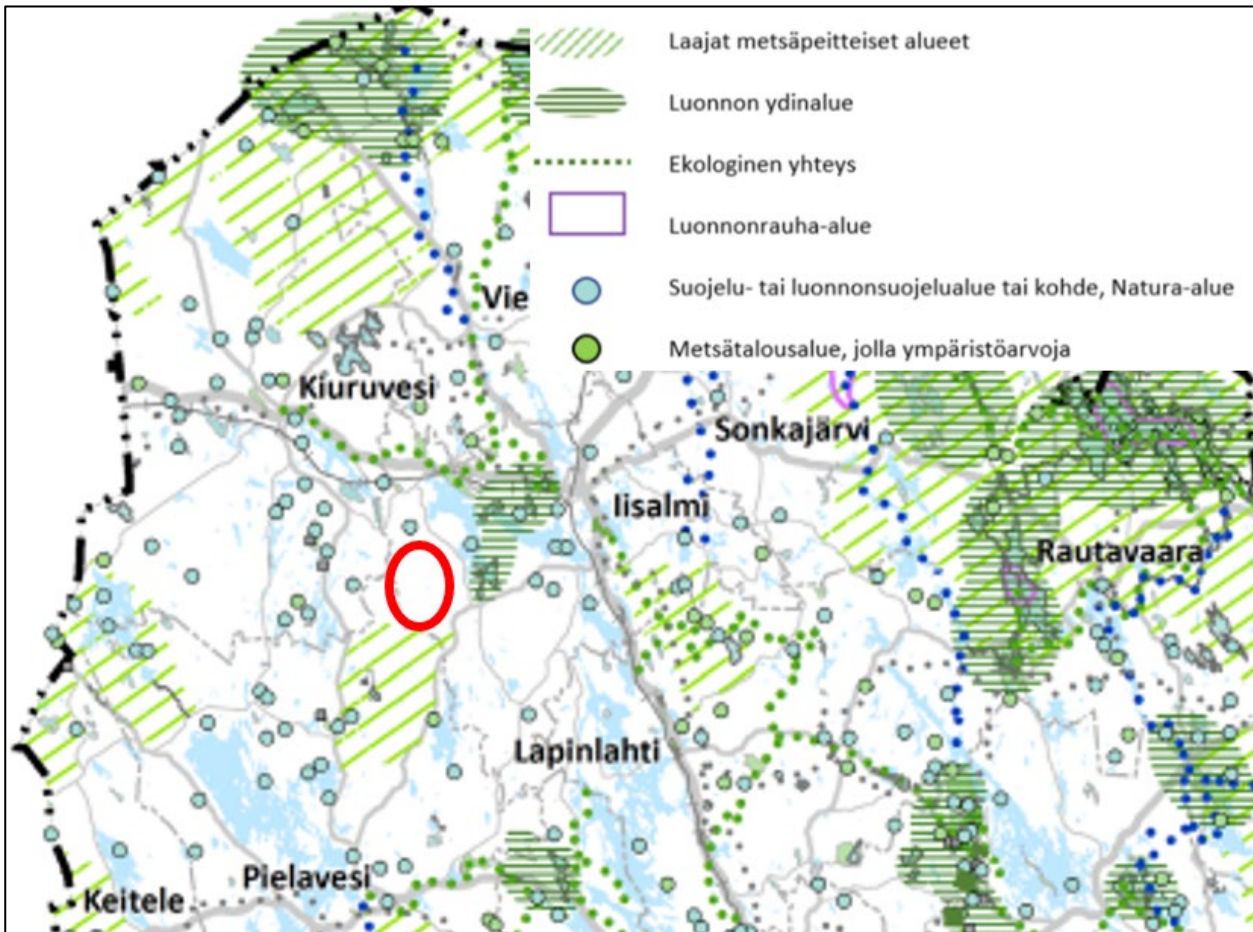 Laajat metsäpeitteiset alueet
Luonnon ydinalue
Ekologinen yhteys
Luonnonrauha-alue
Suojelu- tai luonnonsuojelualue tai kohde, Natura-alue
Metsätalousalue, jolla ympäristöarvoja
Vie
Kiuruvesi
Sonkajärvi
Iisalmi
Rautavaara
Lapinlahti
Pielavesi
Keitele